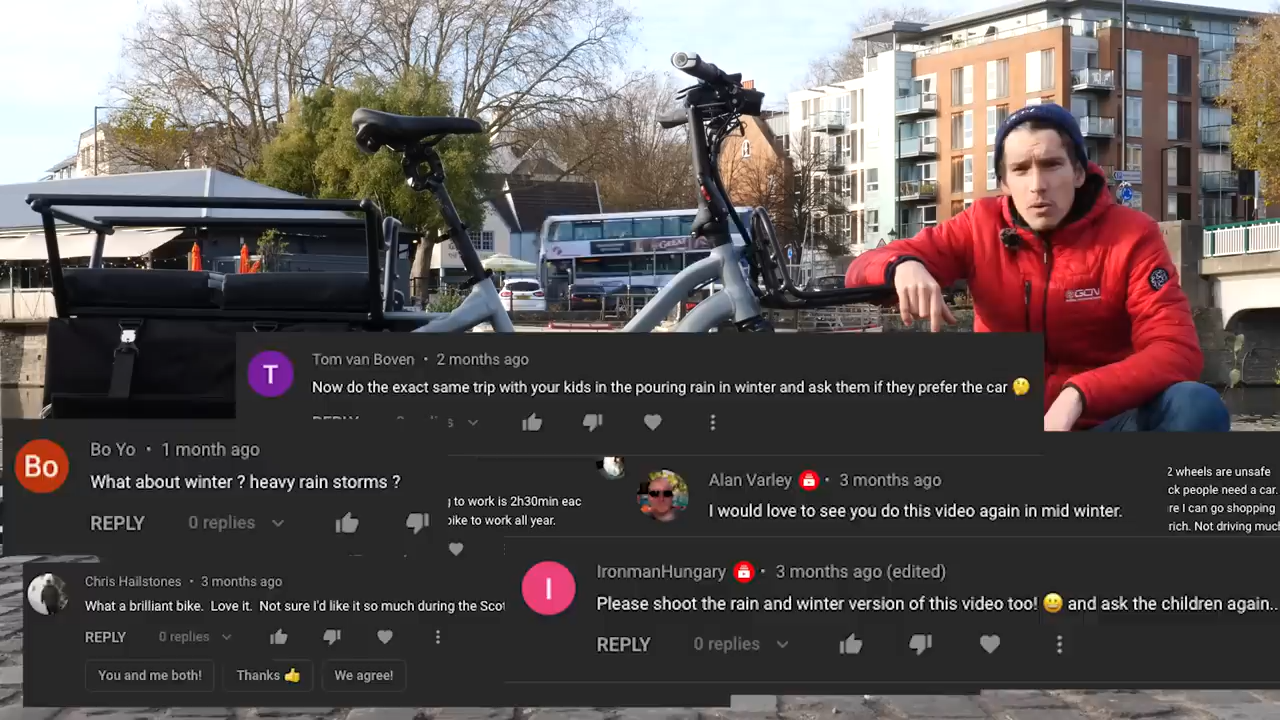 GREAT
GCN
T
Tom van Boven • 2 months ago
Now do the exact same trip with your kids in the pouring rain in winter and ask them if they prefer the car 🤔
REPLY
Bo
Bo Yo • 1 month ago
What about winter ? heavy rain storms ?
REPLY 0 replies
to work is 2h30min eac
bike to work all year.
Alan Varley • 3 months ago
I would love to see you do this video again in mid winter.
2 wheels are unsafe
ck people need a car.
re I can go shopping
rich. Not driving muc
Chris Hailstones • 3 months ago
What a brilliant bike. Love it. Not sure I'd like it so much during the Scot
REPLY 0 replies
You and me both! Thanks 👍 We agree!
I
IronmanHungary • 3 months ago (edited)
Please shoot the rain and winter version of this video too! 😀 and ask the children again..
REPLY 0 replies